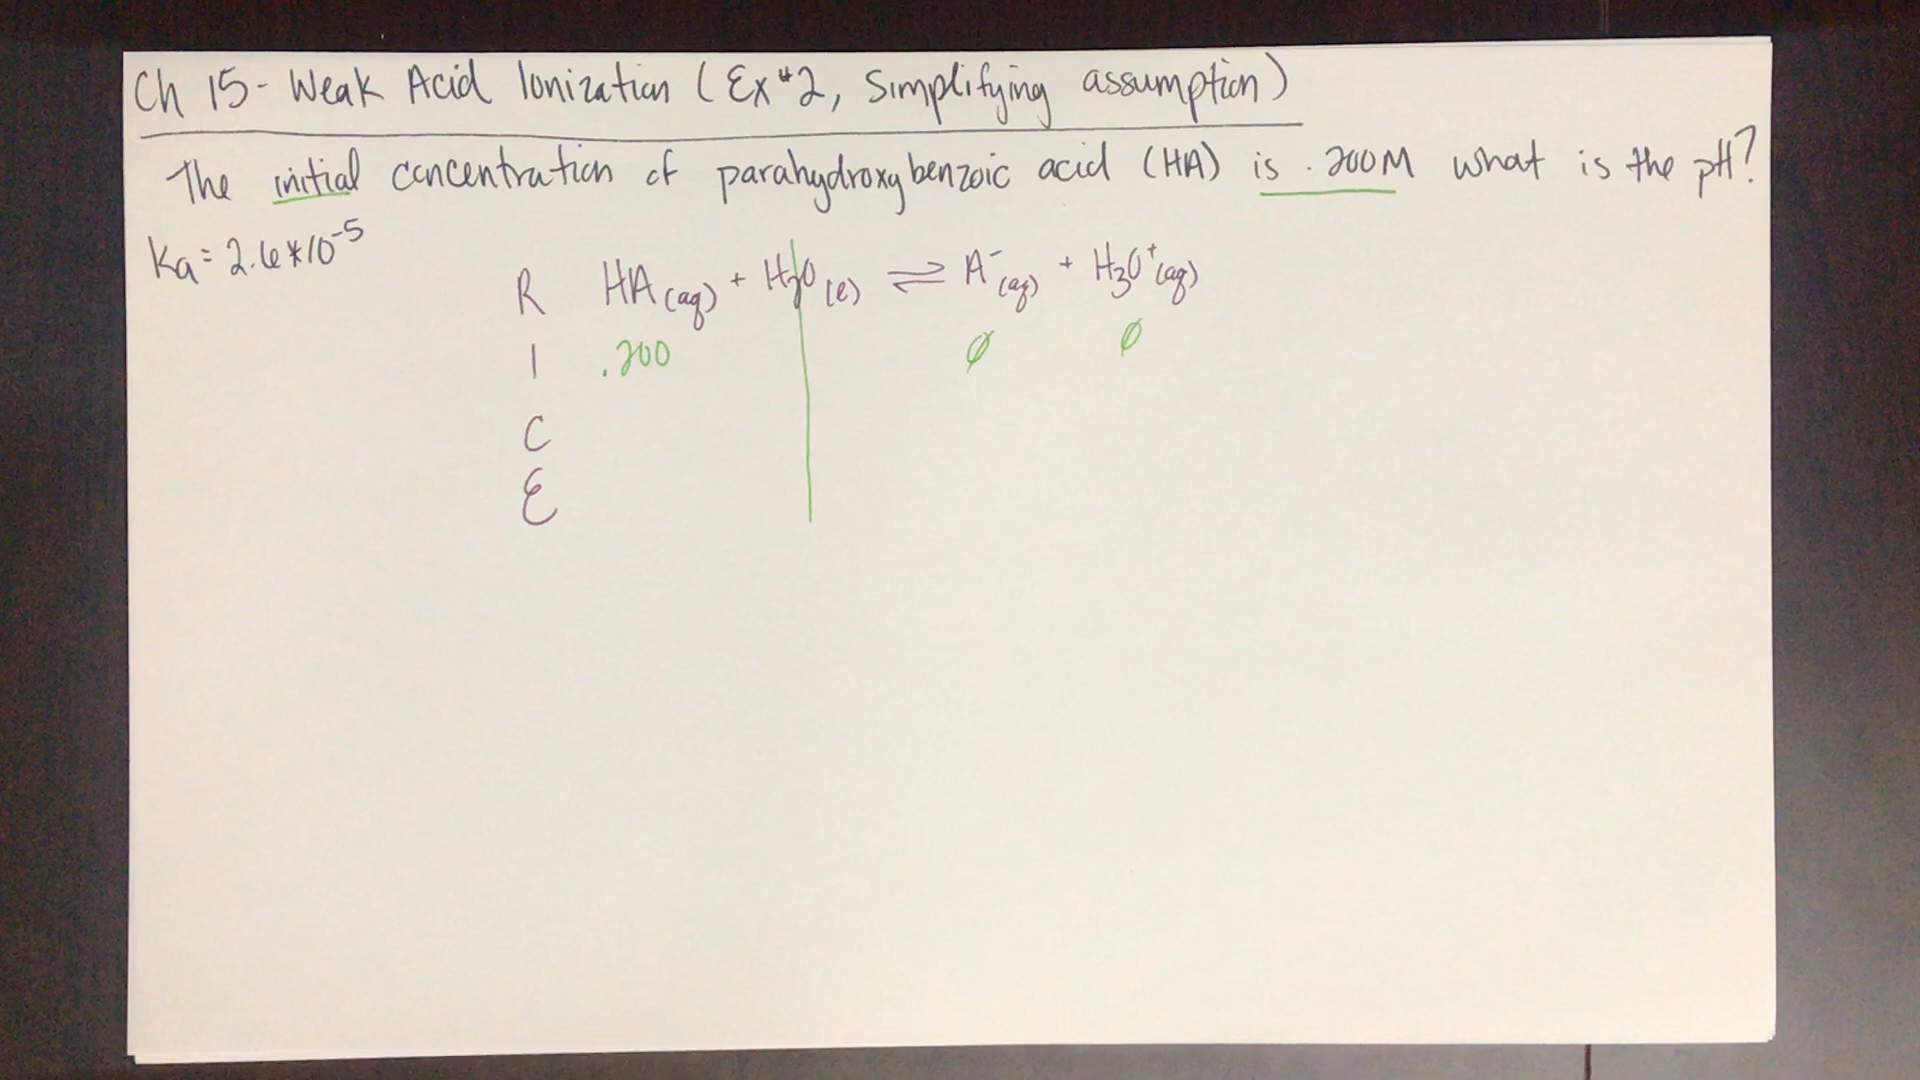 Ch 15- Weak Acid Ionization (Ex #2, Simplifying assumption)
The initial concentration of parahydroxybenzoic acid (HA) is .200M what is the pH?
Ka = 2.6*10⁻⁵
R HA(aq) + H₂O(l) ⇌ A⁻(aq) + H₃O⁺(aq)
I .200 ∅ ∅
C
E